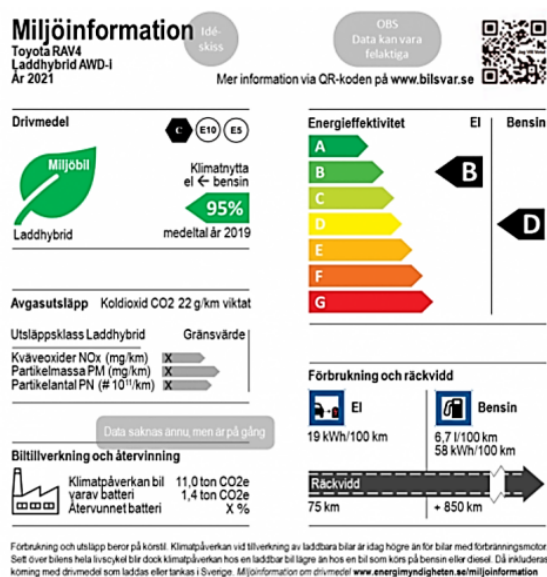 Miljöinformation
Idé-
skiss
OBS
Data kan vara
felaktiga
Toyota RAV4
Laddhybrid AWD-i
År 2021
Mer information via QR-koden på www.bilsvar.se
Drivmedel
C E10 E5
Miljöbil
Klimatnytta
el ← bensin
95%
medeltal år 2019
Laddhybrid
Energieffektivitet El Bensin
A
B B
C
D D
E
F
G
Avgasutsläpp Koldioxid CO2 22 g/km viktat
Utsläppsklass Laddhybrid Gränsvärde
Kväveoxider NOx (mg/km) X
Partikelmassa PM (mg/km) X
Partikelantal PN (# 10¹¹/km) X
Data saknas ännu, men är på gång
Biltillverkning och återvinning
Klimatpåverkan bil 11,0 ton CO2e
varav batteri 1,4 ton CO2e
Återvunnet batteri X %
Förbrukning och räckvidd
El Bensin
19 kWh/100 km 6,7 l/100 km
58 kWh/100 km
Räckvidd
75 km + 850 km
Förbrukning och utsläpp beror på körstil. Klimatpåverkan vid tillverkning av laddbara bilar är idag högre än för bilar med förbränningsmotor.
Sett över bilens hela livscykel blir dock klimatpåverkan hos en laddbar bil lägre än hos en bil som körs på bensin eller diesel. Då inkluderas
körning med drivmedel som laddas eller tankas i Sverige. Miljöinformation om drivmedel www.energimyndigheten.se/miljoinformation